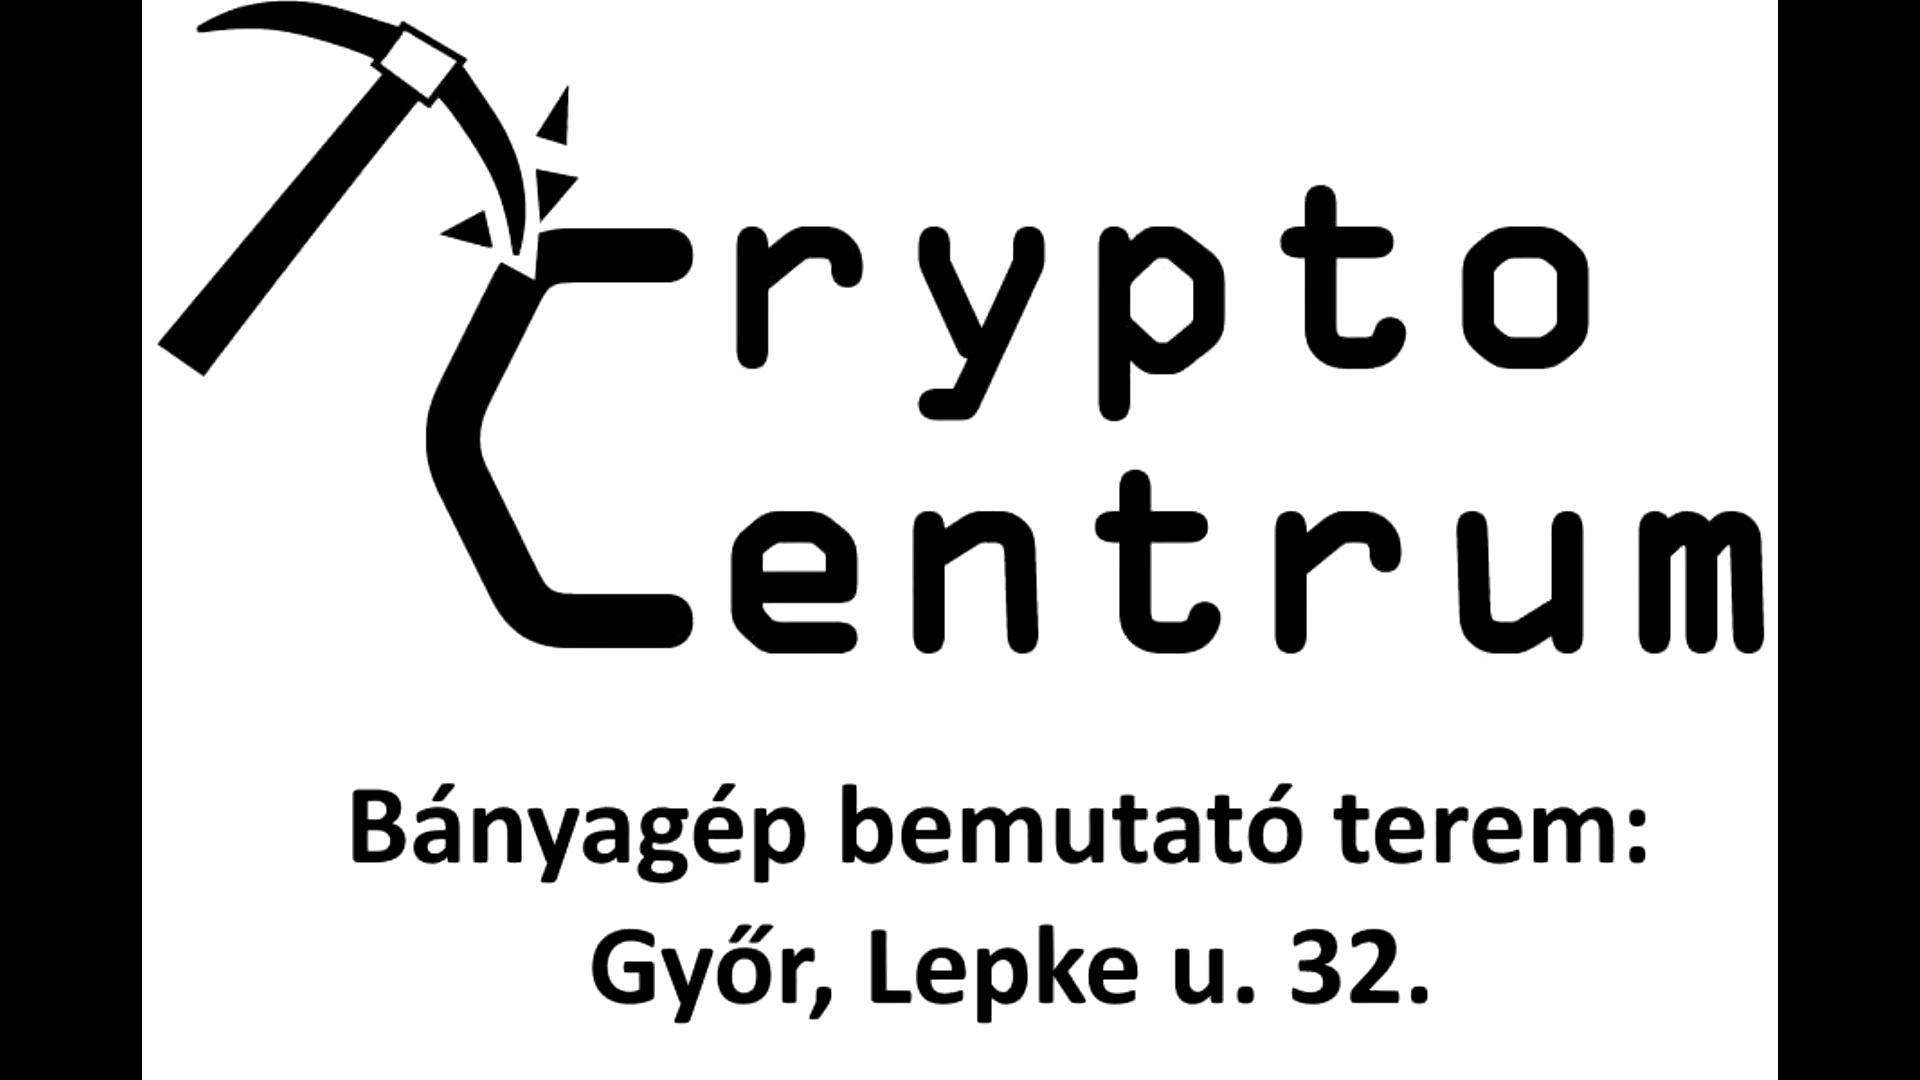 Crypto
Centrum
Bányagép bemutató terem:
Győr, Lepke u. 32.